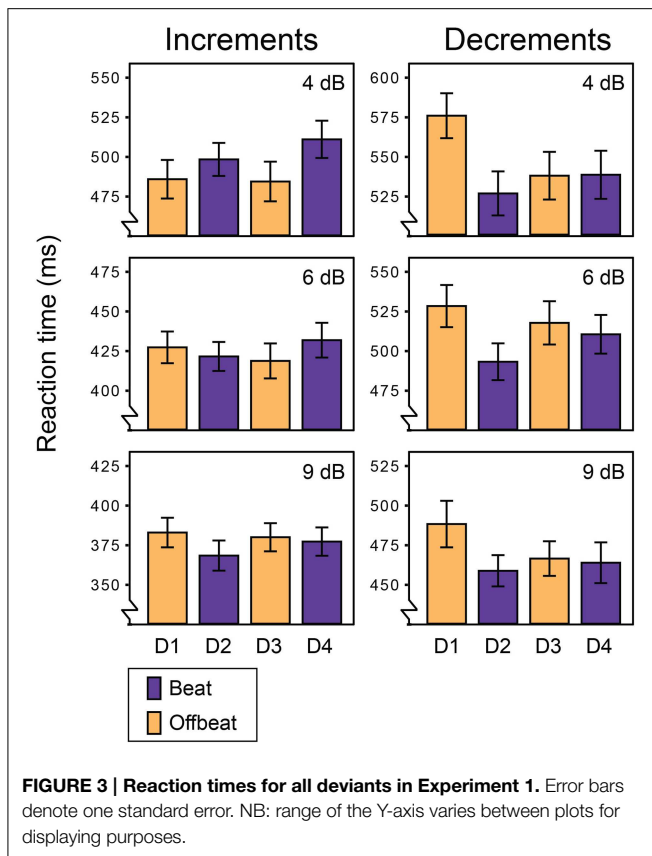 Increments
Decrements
Reaction time (ms)
550
525
500
475
4 dB
600
575
550
525
4 dB
475
450
425
400
6 dB
550
525
500
475
6 dB
425
400
375
350
9 dB
525
500
475
450
9 dB
D1 D2 D3 D4
D1 D2 D3 D4
Beat
Offbeat
FIGURE 3 | Reaction times for all deviants in Experiment 1. Error bars
denote one standard error. NB: range of the Y-axis varies between plots for
displaying purposes.